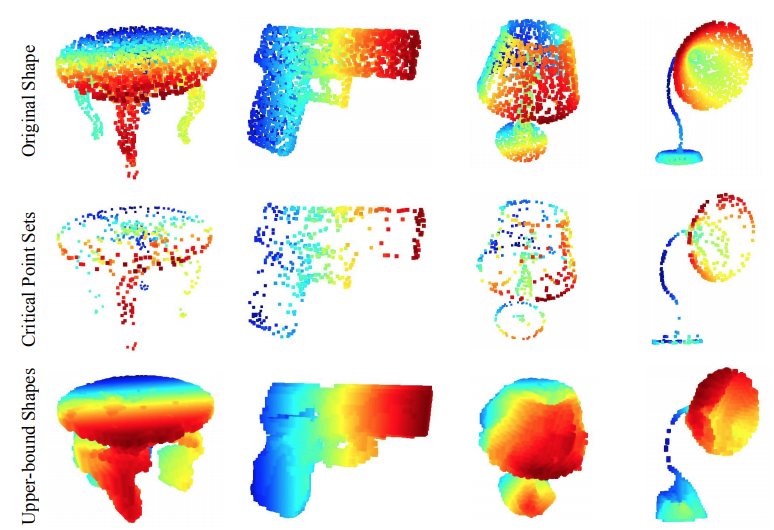 Original Shape
Critical Point Sets
Upper-bound Shapes